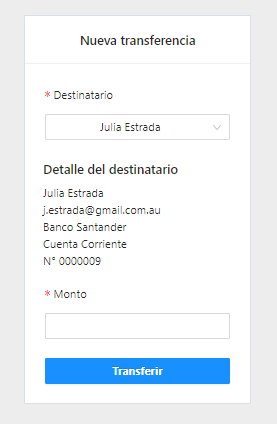 Nueva transferencia
* Destinatario
Julia Estrada
Detalle del destinatario
Julia Estrada
j.estrada@gmail.com.au
Banco Santander
Cuenta Corriente
N° 0000009
* Monto
Transferir